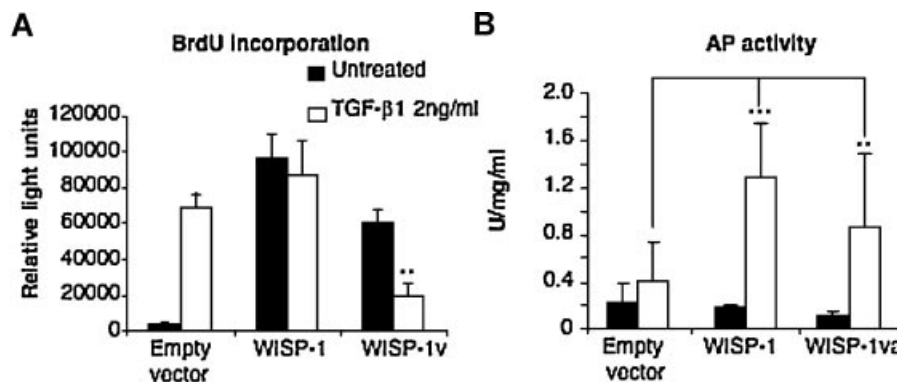 A
BrdU incorporation
Untreated
TGF-β1 2ng/ml
Relative light units
120000
100000
80000
60000
40000
20000
0
**
Empty vector
WISP-1
WISP-1v
B
AP activity
U/mg/ml
2.0
1.6
1.2
0.8
0.4
0
***
**
Empty vector
WISP-1
WISP-1va